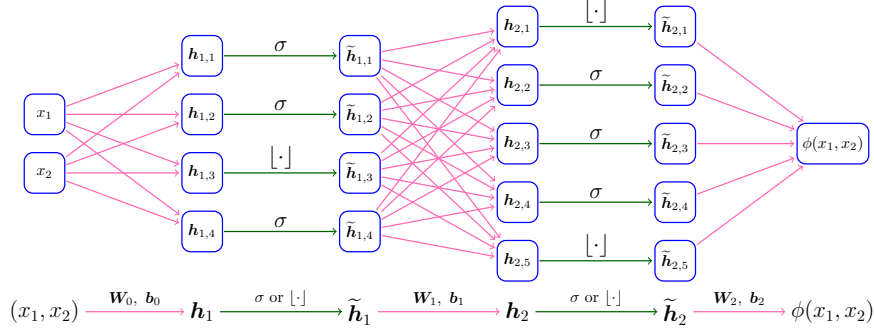 ⌊·⌋
h₂,₁ h̃₂,₁
h₁,₁ σ h̃₁,₁
h₂,₂ σ h̃₂,₂
x₁ h₁,₂ σ h̃₁,₂
h₂,₃ σ h̃₂,₃ ϕ(x₁, x₂)
x₂ h₁,₃ ⌊·⌋ h̃₁,₃
h₂,₄ σ h̃₂,₄
h₁,₄ σ h̃₁,₄
h₂,₅ ⌊·⌋ h̃₂,₅
(x₁, x₂) W₀, b₀ h₁ σ or ⌊·⌋ h̃₁ W₁, b₁ h₂ σ or ⌊·⌋ h̃₂ W₂, b₂ ϕ(x₁, x₂)